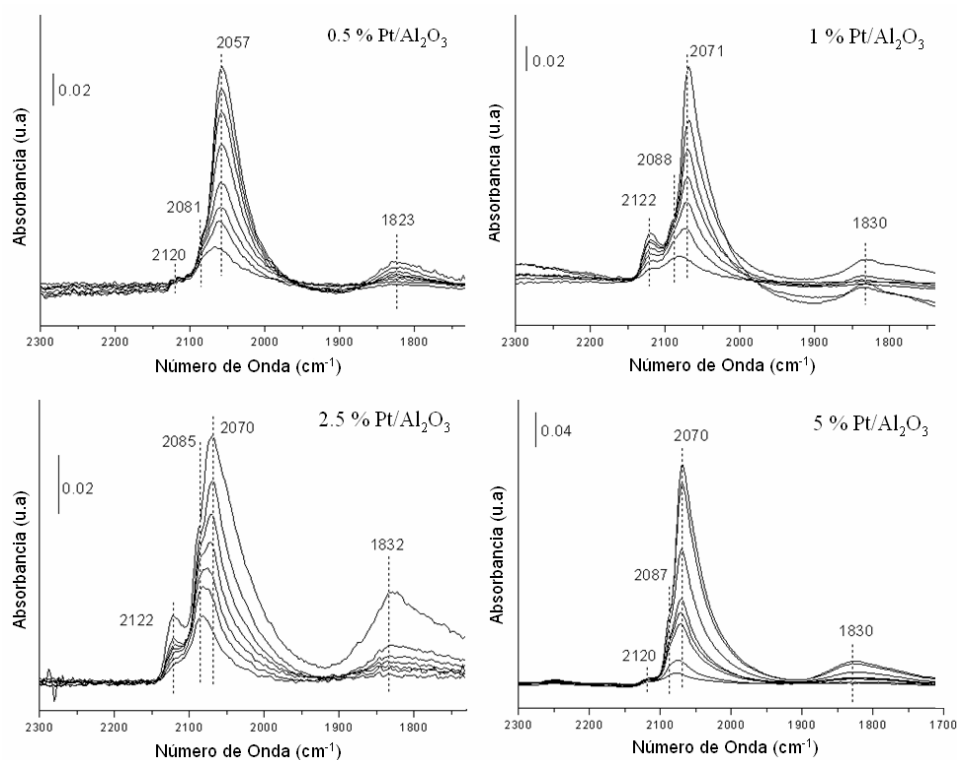 0.5 % Pt/Al2O3
2057
0.02
2081
2120
1823
Absorbancia (u.a)
2300 2200 2100 2000 1900 1800
Número de Onda (cm-1)
1 % Pt/Al2O3
2071
0.02
2088
2122
1830
Absorbancia (u.a)
2300 2200 2100 2000 1900 1800
Número de Onda (cm-1)
2.5 % Pt/Al2O3
2085 2070
0.02
1832
2122
Absorbancia (u.a)
2300 2200 2100 2000 1900 1800
Número de Onda (cm-1)
5 % Pt/Al2O3
2070
0.04
2087
2120
1830
Absorbancia (u.a)
2300 2200 2100 2000 1900 1800 1700
Número de Onda (cm-1)